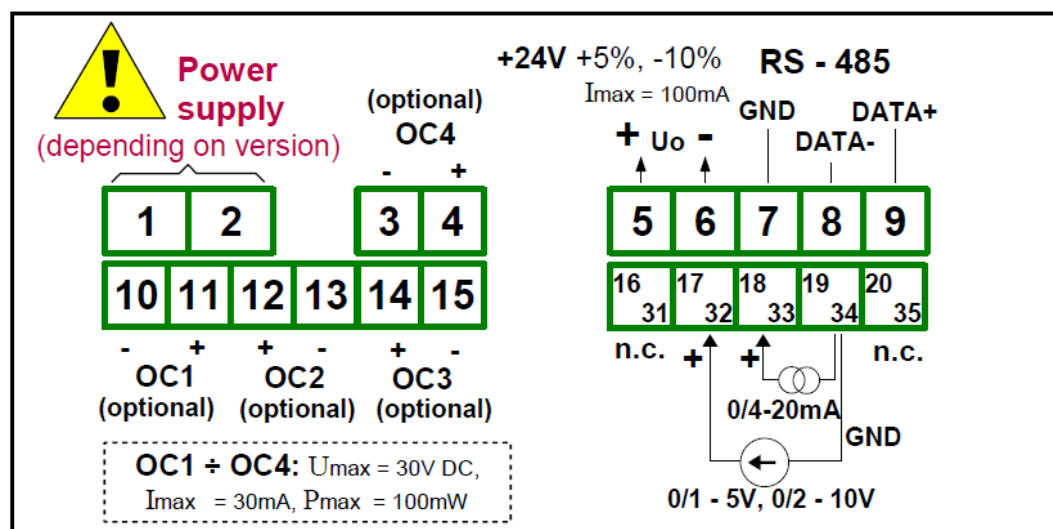 Power
supply
(depending on version)
(optional)
OC4
- +
+24V +5%, -10%
Imax = 100mA
+ Uo -
RS - 485
GND
DATA+
DATA-
1 2
3 4
5 6 7 8 9
10 11 12 13 14 15
16 31 17 32 18 33 19 34 20 35
- + + - + -
OC1 OC2 OC3
(optional) (optional) (optional)
n.c. + + n.c.
0/4-20mA
GND
0/1 - 5V, 0/2 - 10V
OC1 ÷ OC4: Umax = 30V DC,
Imax = 30mA, Pmax = 100mW